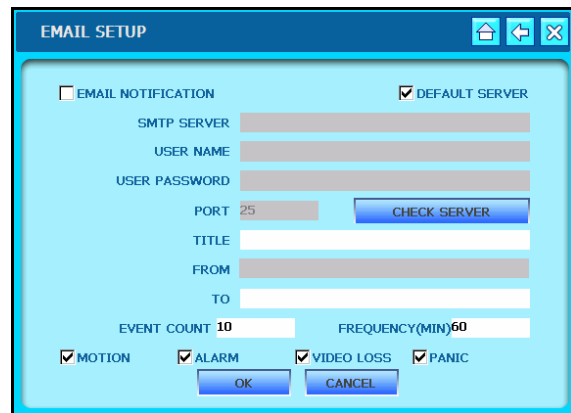 EMAIL SETUP
EMAIL NOTIFICATION DEFAULT SERVER
SMTP SERVER
USER NAME
USER PASSWORD
PORT 25 CHECK SERVER
TITLE
FROM
TO
EVENT COUNT 10 FREQUENCY(MIN) 60
MOTION ALARM VIDEO LOSS PANIC
OK CANCEL